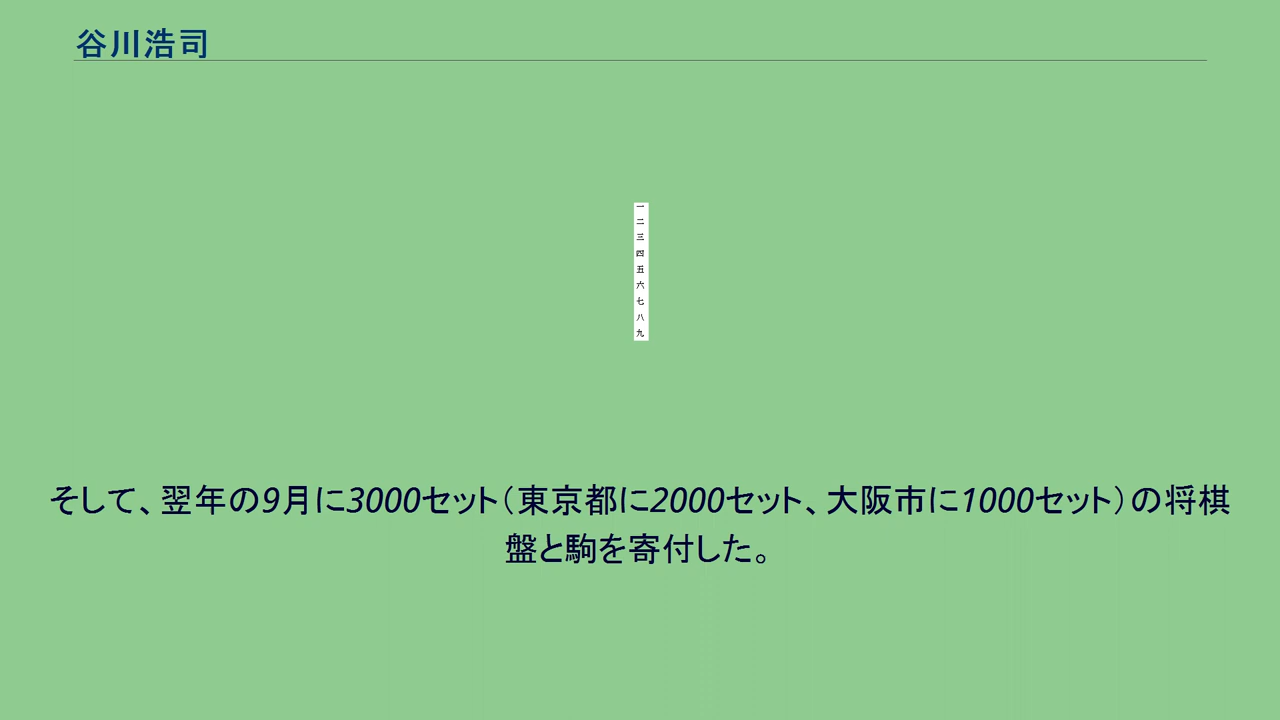 谷川浩司
一
二
三
四
五
六
七
八
九
そして、翌年の9月に3000セット（東京都に2000セット、大阪市に1000セット）の将棋
盤と駒を寄付した。